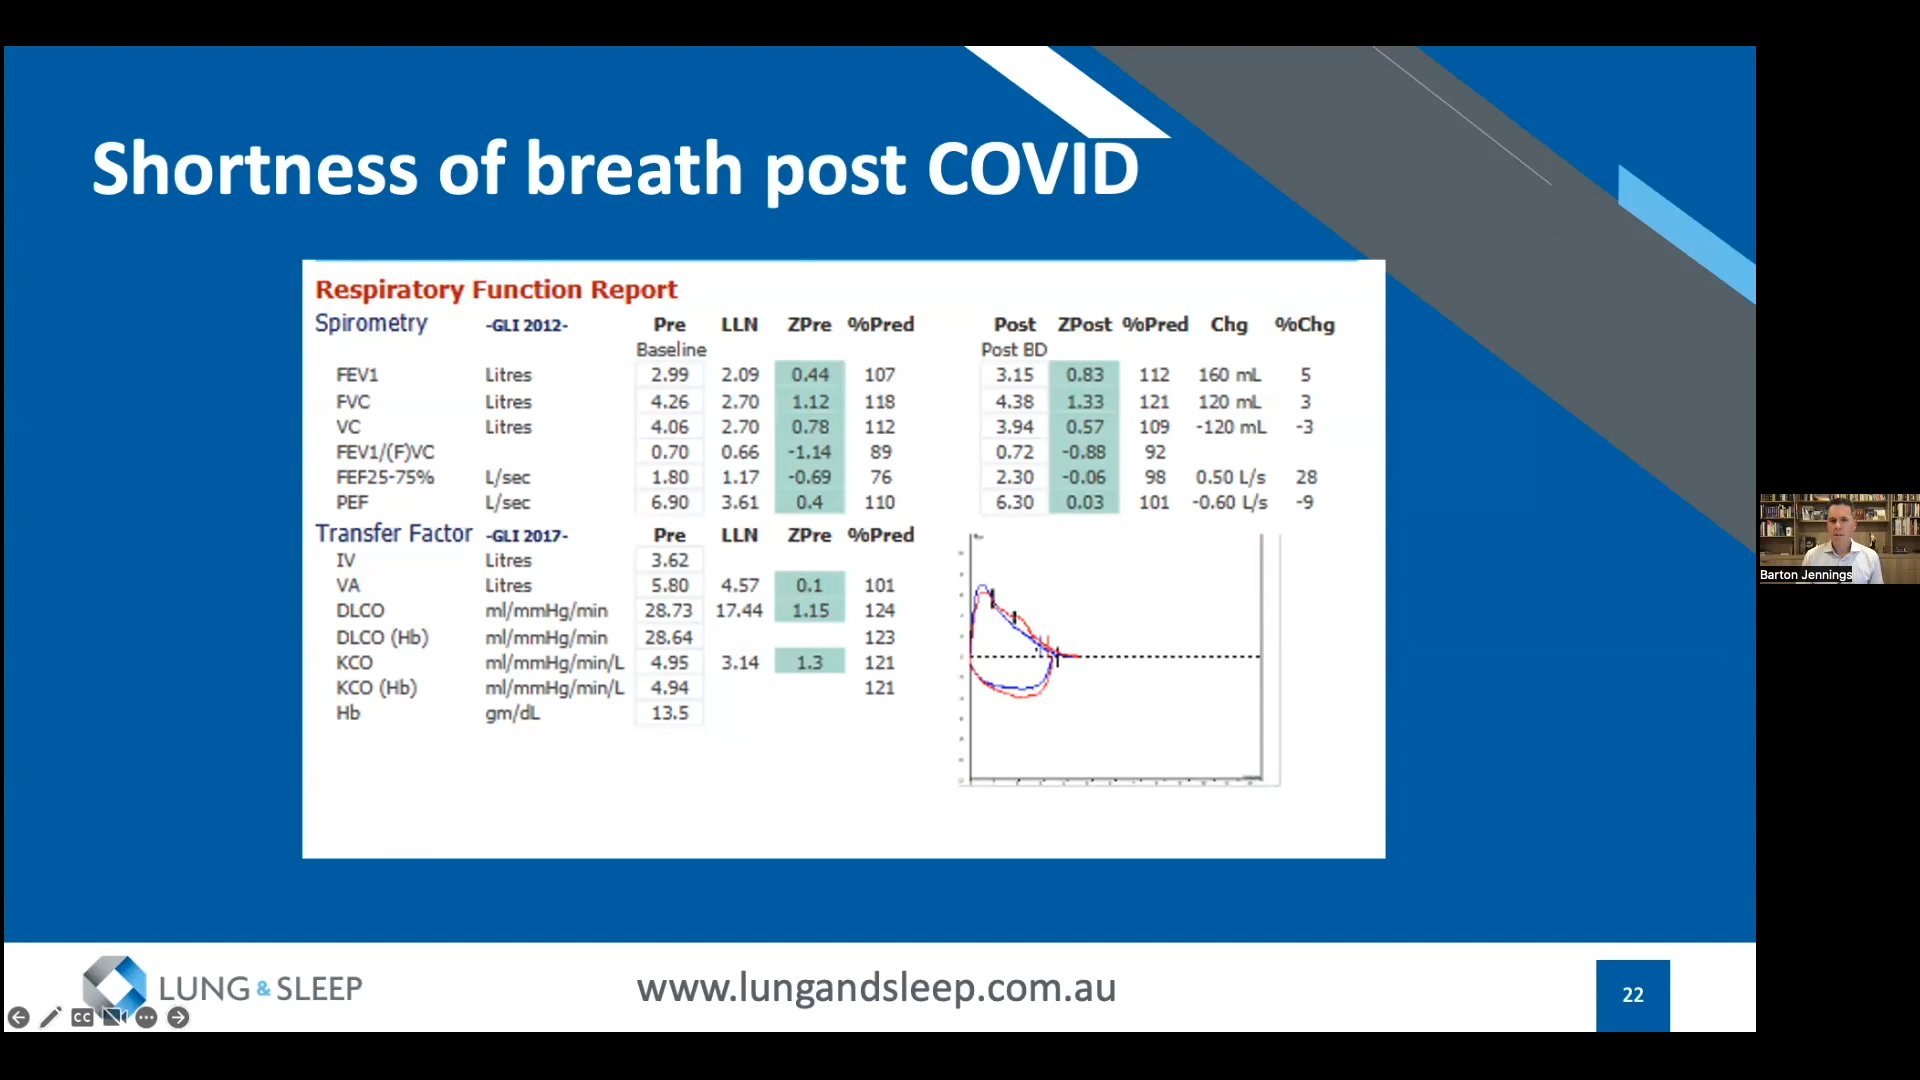 Shortness of breath post COVID
Respiratory Function Report
Spirometry -GLI 2012- Pre LLN ZPre %Pred Post ZPost %Pred Chg %Chg
Baseline Post BD
FEV1 Litres 2.99 2.09 0.44 107 3.15 0.83 112 160 mL 5
FVC Litres 4.26 2.70 1.12 118 4.38 1.33 121 120 mL 3
VC Litres 4.06 2.70 0.78 112 3.94 0.57 109 -120 mL -3
FEV1/(F)VC 0.70 0.66 -1.14 89 0.72 -0.88 92
FEF25-75% L/sec 1.80 1.17 -0.69 76 2.30 -0.06 98 0.50 L/s 28
PEF L/sec 6.90 3.61 0.4 110 6.30 0.03 101 -0.60 L/s -9
Transfer Factor -GLI 2017- Pre LLN ZPre %Pred
IV Litres 3.62
VA Litres 5.80 4.57 0.1 101
DLCO ml/mmHg/min 28.73 17.44 1.15 124
DLCO (Hb) ml/mmHg/min 28.64 123
KCO ml/mmHg/min/L 4.95 3.14 1.3 121
KCO (Hb) ml/mmHg/min/L 4.94 121
Hb gm/dL 13.5
Barton Jennings
LUNG & SLEEP
www.lungandsleep.com.au
22
CC